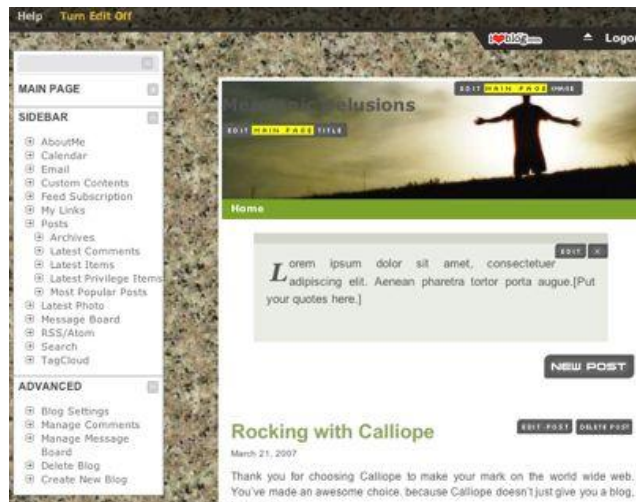 Help Turn Edit Off
I ❤ blog.com Logou
MAIN PAGE
SIDEBAR
AboutMe
Calendar
Email
Custom Contents
Feed Subscription
My Links
Posts
Archives
Latest Comments
Latest Items
Latest Privilege Items
Most Popular Posts
Latest Photo
Message Board
RSS/Atom
Search
TagCloud
ADVANCED
Blog Settings
Manage Comments
Manage Message
Board
Delete Blog
Create New Blog
EDIT MAIN PAGE IMAGE
Delusions
EDIT MAIN PAGE TITLE
Home
EDIT X
Lorem ipsum dolor sit amet, consectetuer
adipiscing elit. Aenean pharetra tortor porta augue.[Put
your quotes here.]
NEW POST
Rocking with Calliope
EDIT POST DELETE POST
March 21, 2007
Thank you for choosing Calliope to make your mark on the world wide web.
You've made an awesome choice, because Calliope doesn't just give you a blog,